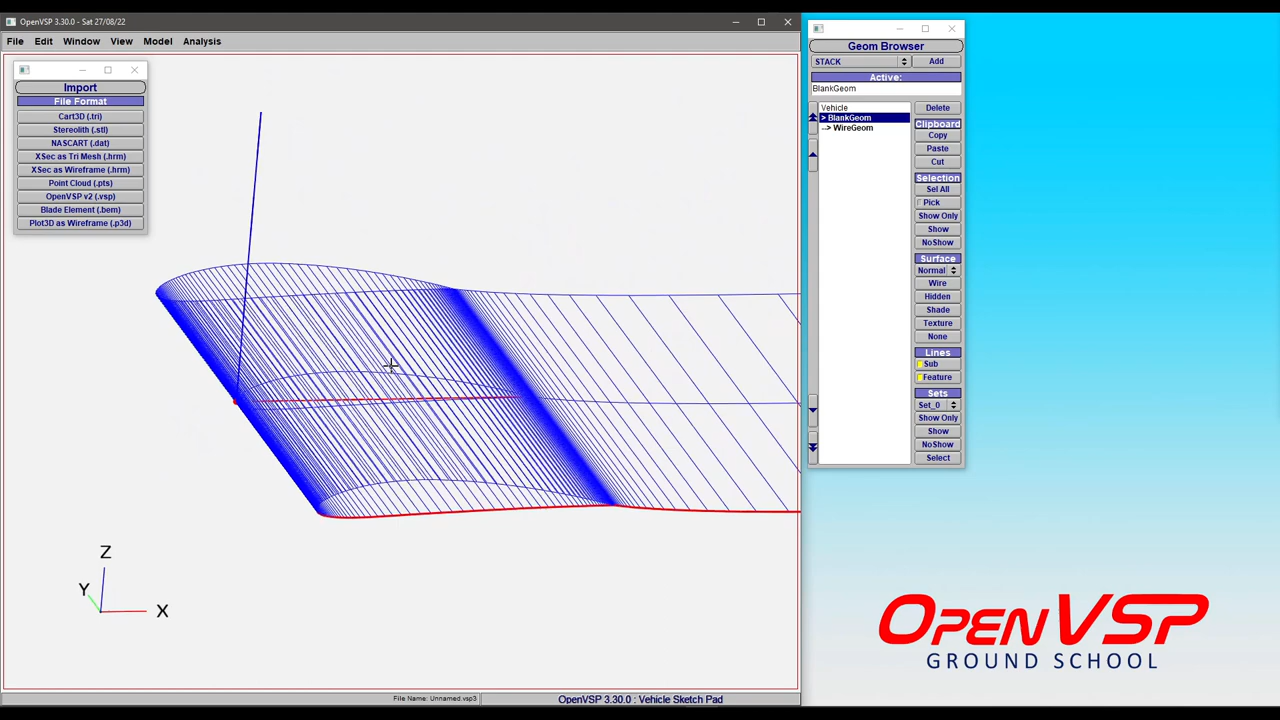 OpenVSP 3.30.0 - Sat 27/08/22
File Edit Window View Model Analysis
Import
File Format
Cart3D (.tri)
Stereolith (.stl)
NASCART (.dat)
XSec as Tri Mesh (.hrm)
XSec as Wireframe (.hrm)
Point Cloud (.pts)
OpenVSP v2 (.vsp)
Blade Element (.bem)
Plot3D as Wireframe (.p3d)
Z
Y
X
File Name: Unnamed.vsp3
OpenVSP 3.30.0 : Vehicle Sketch Pad
Geom Browser
STACK Add
Active:
BlankGeom
Vehicle
> BlankGeom
--> WireGeom
Delete
Clipboard
Copy
Paste
Cut
Selection
Sel All
Pick
Show Only
Show
NoShow
Surface
Normal
Wire
Hidden
Shade
Texture
None
Lines
Sub
Feature
Sets
Set_0
Show Only
Show
NoShow
Select
OpenVSP
GROUND SCHOOL